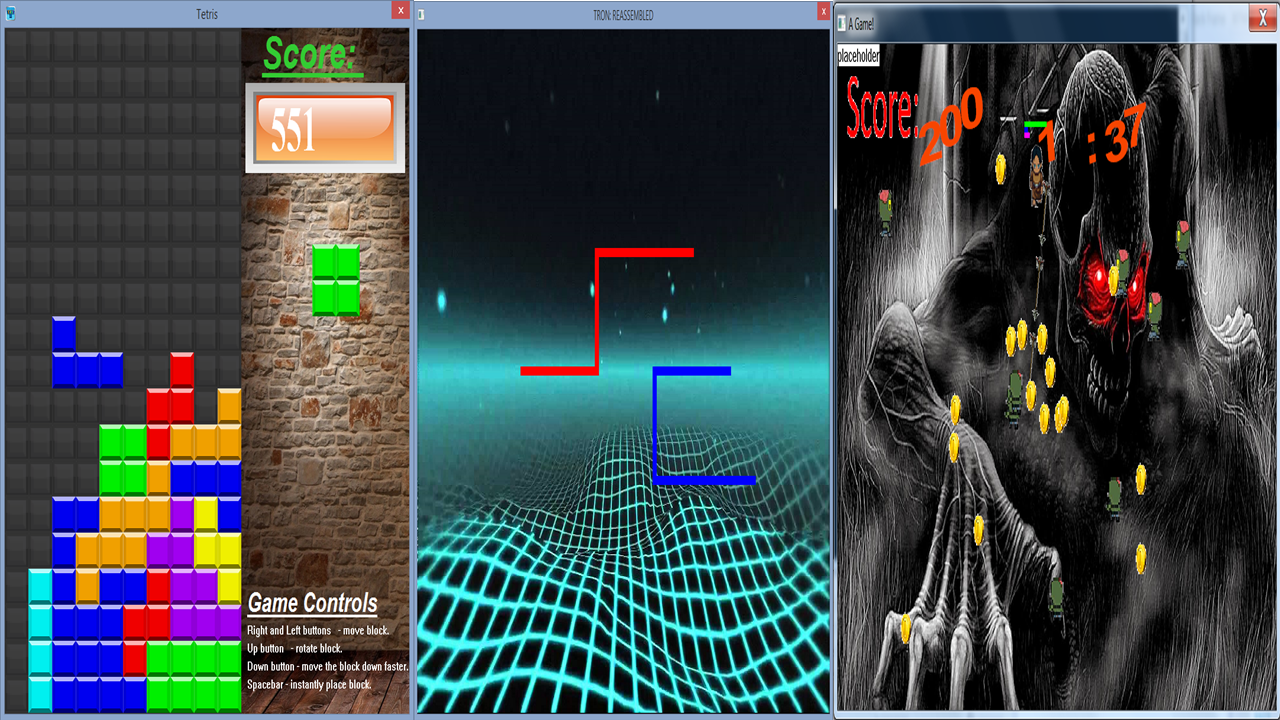 Tetris
Score:
551
Game Controls
Right and Left buttons - move block.
Up button - rotate block.
Down button - move the block down faster.
Spacebar - instantly place block.
TRON: REASSEMBLED
A Game!
placeholder
Score: 200
1 : 37